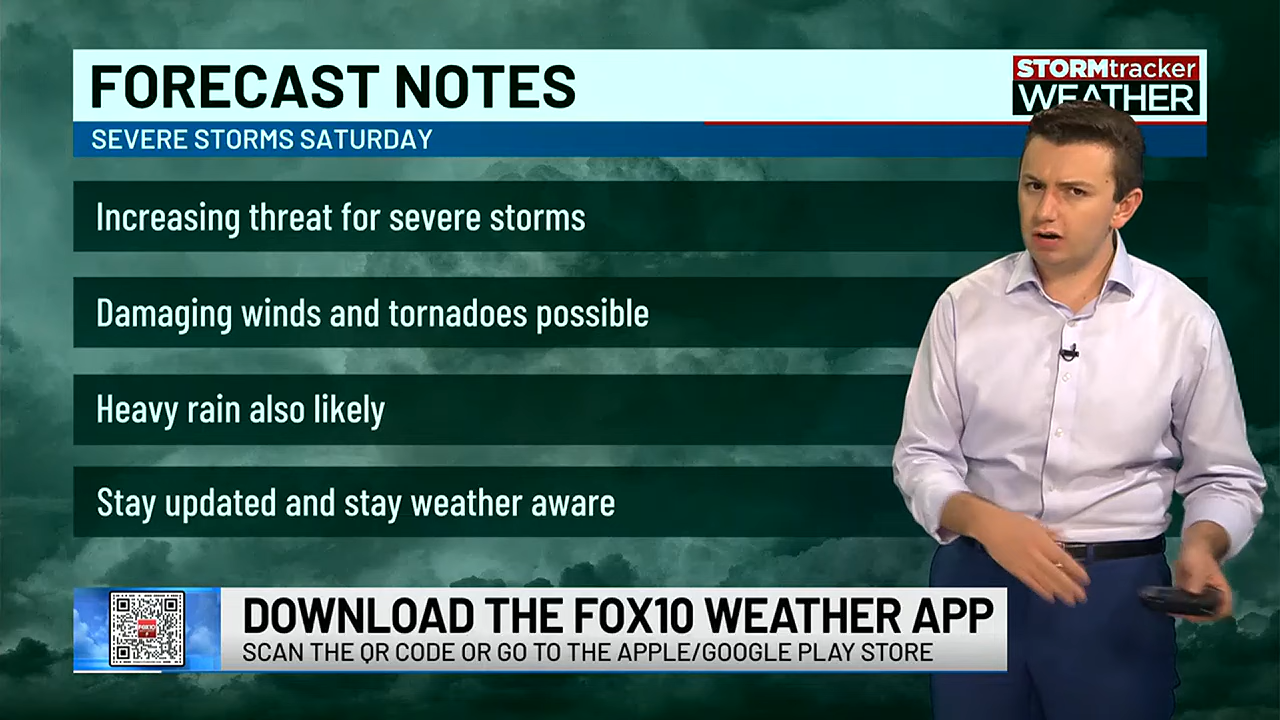 FORECAST NOTES
STORMtracker
WEATHER
SEVERE STORMS SATURDAY
Increasing threat for severe storms
Damaging winds and tornadoes possible
Heavy rain also likely
Stay updated and stay weather aware
FOX10
DOWNLOAD THE FOX10 WEATHER APP
SCAN THE QR CODE OR GO TO THE APPLE/GOOGLE PLAY STORE